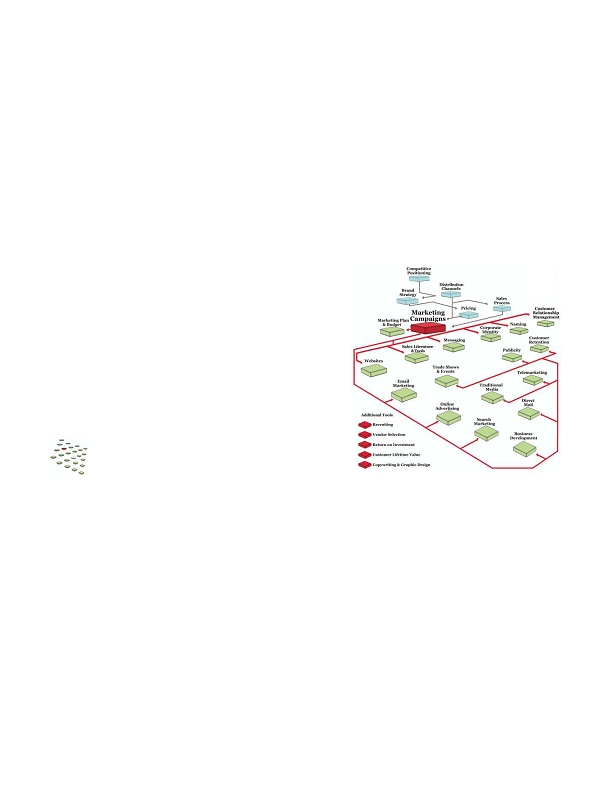 Competitive
Positioning
Distribution
Channels
Brand
Strategy
Sales
Process
Pricing
Customer
Relationship
Management
Marketing
Campaigns
Marketing Plan
& Budget
Naming
Corporate
Identity
Messaging
Customer
Retention
Sales Literature
&Tools
Publicity
Websites
Trade Shows
& Events
Telemarketing
Email
Marketing
Traditional
Media
Direct
Mail
Online
Advertising
Search
Marketing
Business
Development
Additional Tools
Recruiting
Vendor Selection
Return on Investment
Customer Lifetime Value
Copywriting & Graphic Design